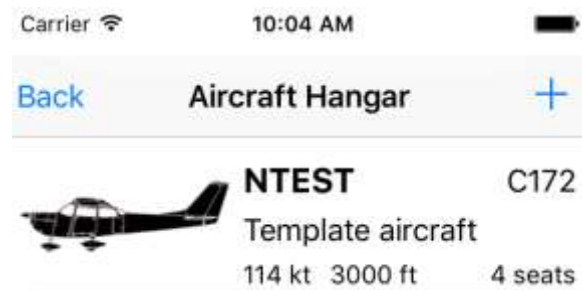 Carrier 10:04 AM
Back Aircraft Hangar +
NTEST C172
Template aircraft
114 kt 3000 ft 4 seats